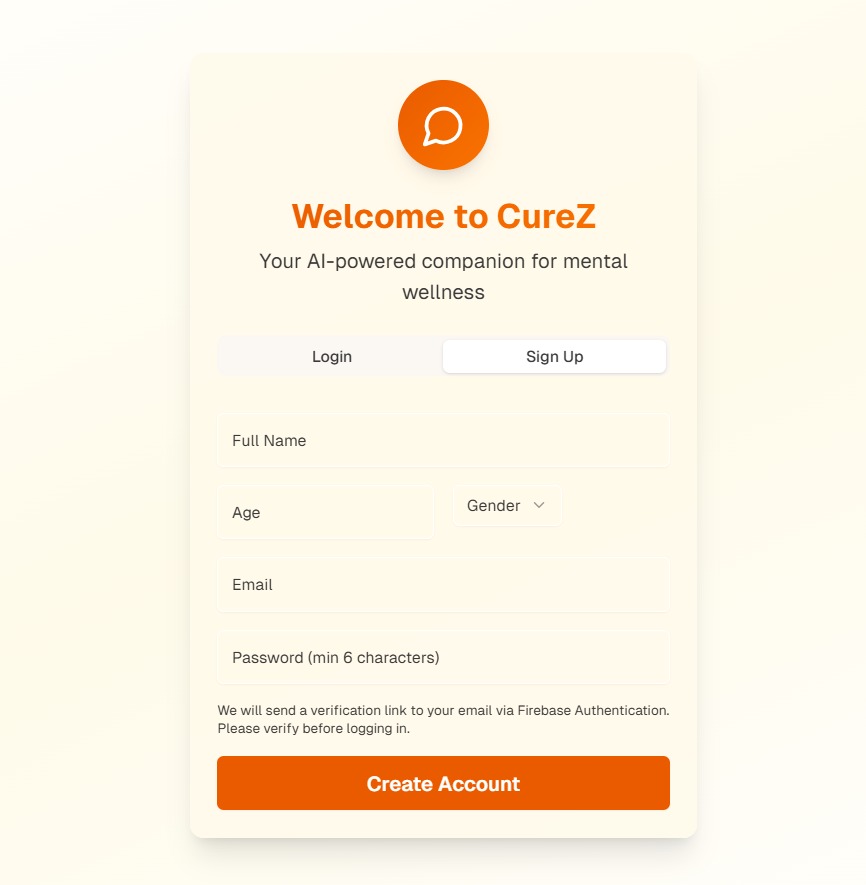 Welcome to CureZ
Your AI-powered companion for mental
wellness
Login
Sign Up
Full Name
Age
Gender
Email
Password (min 6 characters)
We will send a verification link to your email via Firebase Authentication.
Please verify before logging in.
Create Account